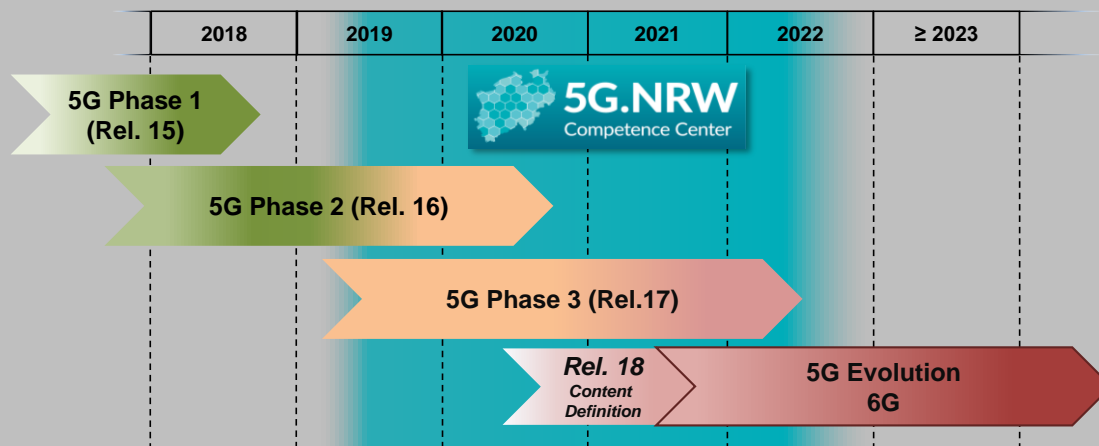 2018 2019 2020 2021 2022 ≥ 2023
5G Phase 1
(Rel. 15)
5G.NRW
Competence Center
5G Phase 2 (Rel. 16)
5G Phase 3 (Rel.17)
Rel. 18
Content
Definition
5G Evolution
6G